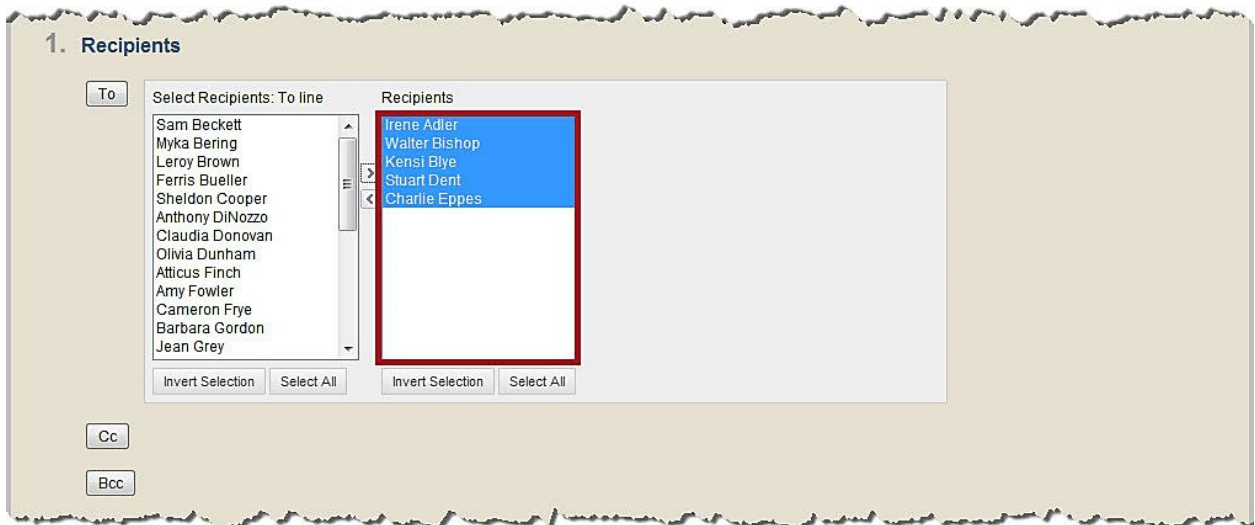 1. Recipients
To
Select Recipients: To line
Recipients
Sam Beckett
Myka Bering
Leroy Brown
Ferris Bueller
Sheldon Cooper
Anthony DiNozzo
Claudia Donovan
Olivia Dunham
Atticus Finch
Amy Fowler
Cameron Frye
Barbara Gordon
Jean Grey
>
<
Irene Adler
Walter Bishop
Kensi Blye
Stuart Dent
Charlie Eppes
Invert Selection
Select All
Invert Selection
Select All
Cc
Bcc